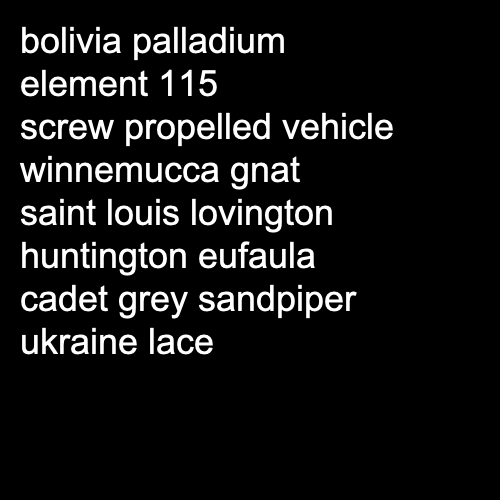 bolivia palladium
element 115
screw propelled vehicle
winnemucca gnat
saint louis lovington
huntington eufaula
cadet grey sandpiper
ukraine lace